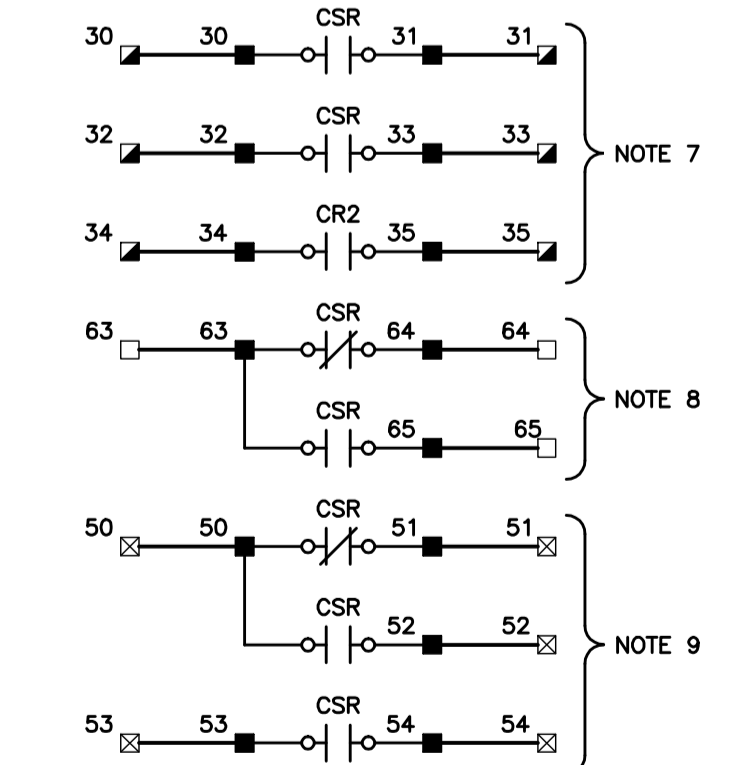 CSR
30 30 31 31
CSR
32 32 33 33
NOTE 7
CR2
34 34 35 35
CSR
63 63 64 64
NOTE 8
CSR
65 65
CSR
50 50 51 51
CSR
52 52
NOTE 9
CSR
53 53 54 54